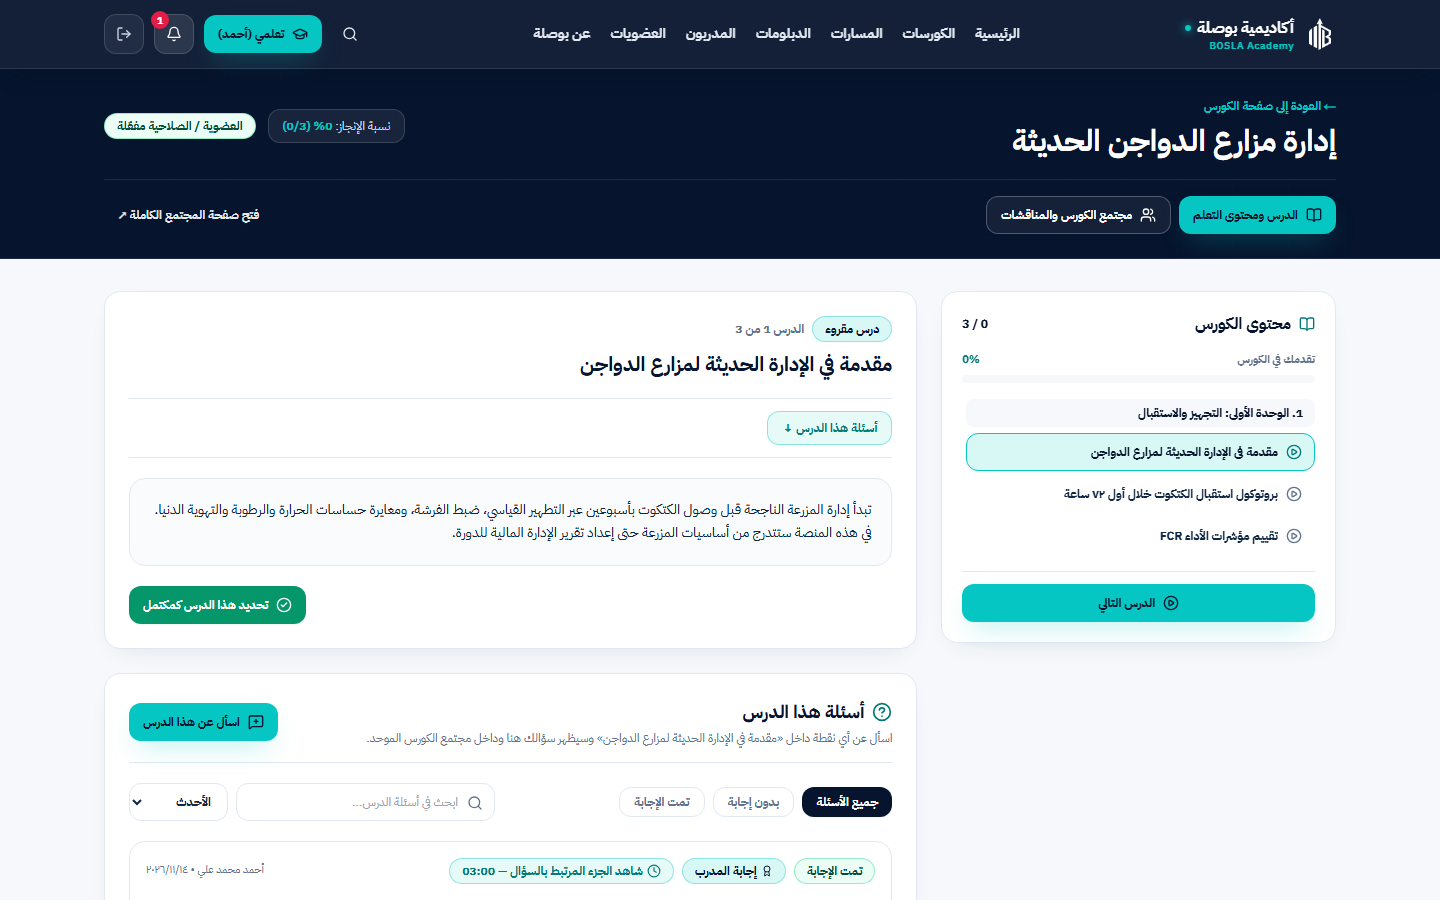 أكاديمية بوصلة
BOSLA Academy
الرئيسية
الكورسات
المسارات
الدبلومات
المدربون
العضويات
عن بوصلة
تعلمي (أحمد)
1
← العودة إلى صفحة الكورس
إدارة مزارع الدواجن الحديثة
نسبة الإنجاز: 0% (0/3)
العضوية / الصلاحية مفعّلة
الدرس ومحتوى التعلم
مجتمع الكورس والمناقشات
فتح صفحة المجتمع الكاملة ↗
محتوى الكورس
0 / 3
تقدمك في الكورس
0%
1. الوحدة الأولى: التجهيز والاستقبال
مقدمة في الإدارة الحديثة لمزارع الدواجن
بروتوكول استقبال الكتكوت خلال أول ٧٢ ساعة
تقييم مؤشرات الأداء FCR
الدرس التالي
درس مقروء
الدرس 1 من 3
مقدمة في الإدارة الحديثة لمزارع الدواجن
أسئلة هذا الدرس ↓
تبدأ إدارة المزرعة الناجحة قبل وصول الكتكوت بأسبوعين عبر التطهير القياسي، ضبط الفرشة، ومعايرة حساسات الحرارة والرطوبة والتهوية الدنيا.
في هذه المنصة ستتدرج من أساسيات المزرعة حتى إعداد تقرير الإدارة المالية للدورة.
تحديد هذا الدرس كمكتمل
أسئلة هذا الدرس
اسأل عن أي نقطة داخل «مقدمة في الإدارة الحديثة لمزارع الدواجن» وسيظهر سؤالك هنا وداخل مجتمع الكورس الموحد.
اسأل عن هذا الدرس
جميع الأسئلة
بدون إجابة
تمت الإجابة
ابحث في أسئلة الدرس...
الأحدث
تمت الإجابة
إجابة المدرب
شاهد الجزء المرتبط بالسؤال — 03:00
أحمد محمد علي • ٢٠٢٦/١١/١٤